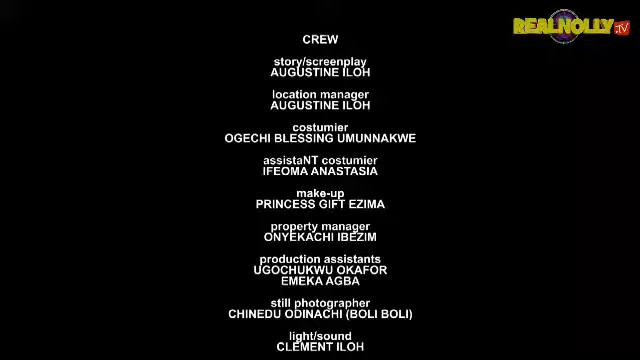 REALNOLLY.TV
CREW
story/screenplay
AUGUSTINE ILOH
location manager
AUGUSTINE ILOH
costumier
OGECHI BLESSING UMUNNAKWE
assistaNT costumier
IFEOMA ANASTASIA
make-up
PRINCESS GIFT EZIMA
property manager
ONYEKACHI IBEZIM
production assistants
UGOCHUKWU OKAFOR
EMEKA AGBA
still photographer
CHINEDU ODINACHI (BOLI BOLI)
light/sound
CLEMENT ILOH